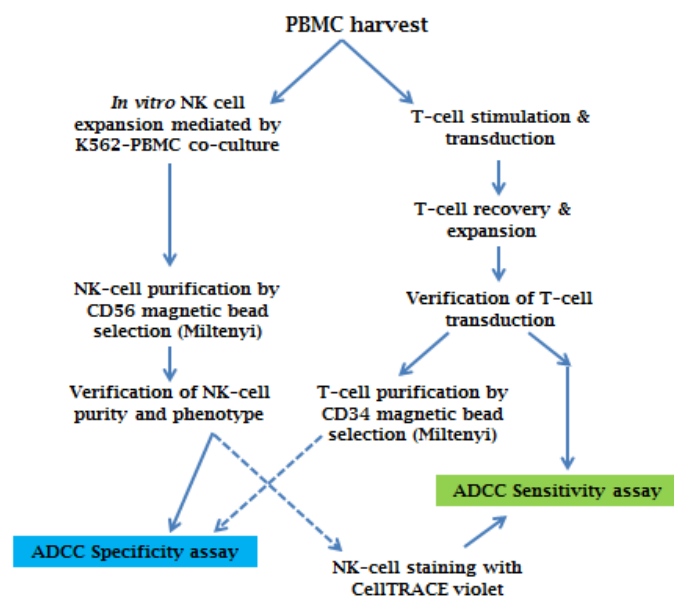 PBMC harvest
In vitro NK cell
expansion mediated by
K562-PBMC co-culture
T-cell stimulation &
transduction
T-cell recovery &
expansion
NK-cell purification by
CD56 magnetic bead
selection (Miltenyi)
Verification of T-cell
transduction
Verification of NK-cell
purity and phenotype
T-cell purification by
CD34 magnetic bead
selection (Miltenyi)
ADCC Sensitivity assay
ADCC Specificity assay
NK-cell staining with
CellTRACE violet